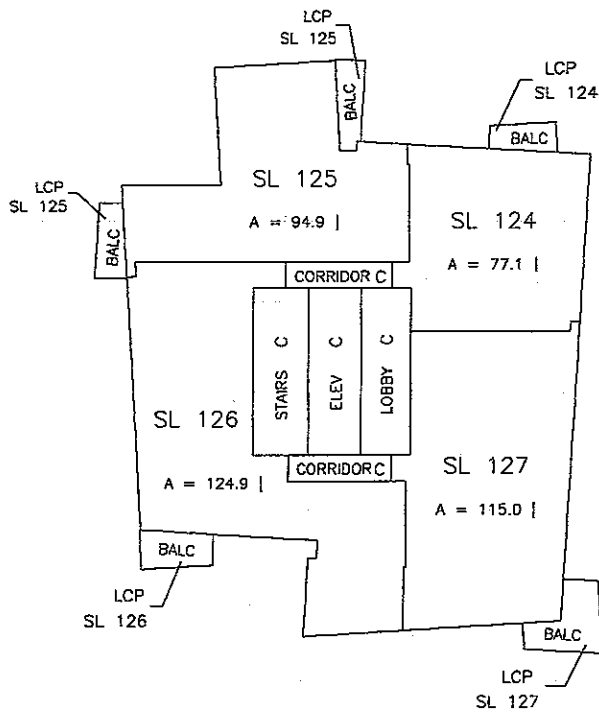 LCP
SL 125
BALC
LCP
SL 124
BALC
SL 125
A = 94.9 |
LCP
SL 125
BALC
SL 124
A = 77.1 |
CORRIDOR C
STAIRS C
ELEV C
LOBBY C
SL 126
A = 124.9 |
CORRIDOR C
SL 127
A = 115.0 |
BALC
LCP
SL 126
BALC
LCP
SL 127